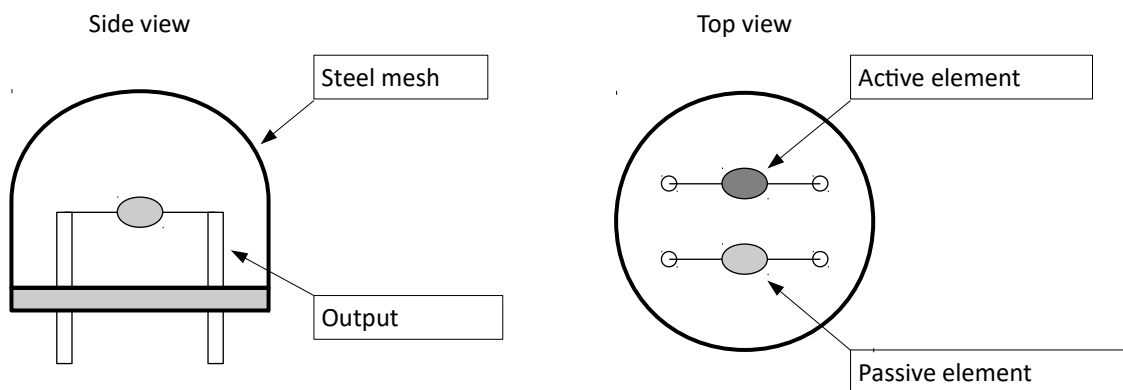 Side view
Top view
Steel mesh
Active element
Output
Passive element